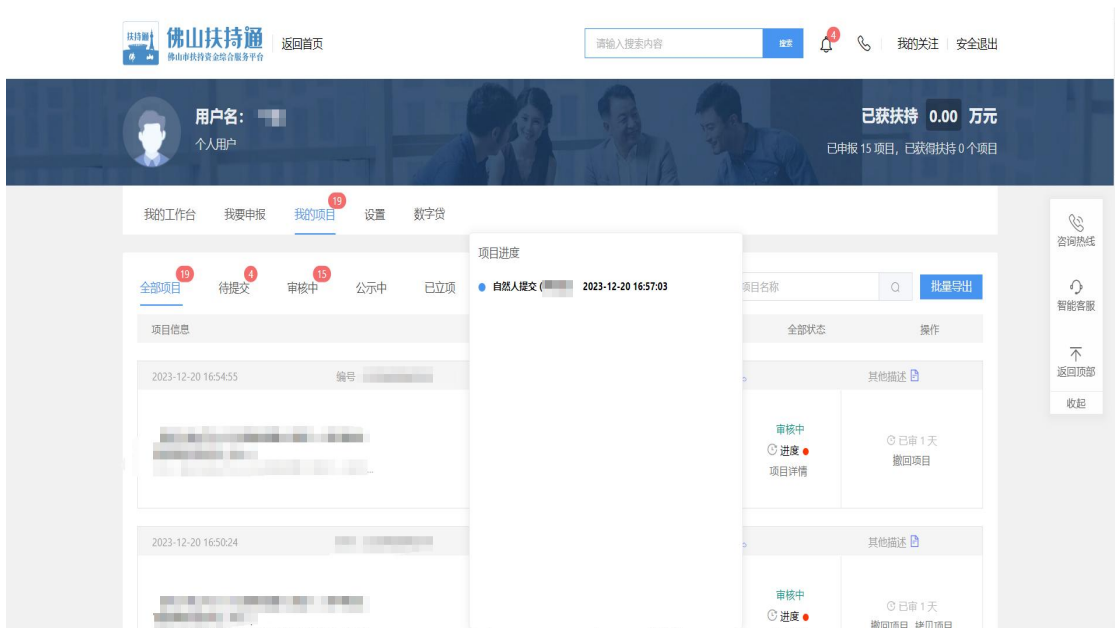 扶持通
佛山
佛山扶持通
佛山市扶持资金综合服务平台
返回首页
请输入搜索内容
搜索
4
我的关注
安全退出
用户名：
个人用户
已获扶持 0.00 万元
已申报 15 项目，已获得扶持 0 个项目
我的工作台
我要申报
我的项目
19
设置
数字贷
全部项目
19
待提交
4
审核中
15
公示中
已立项
项目进度
自然人提交 (
2023-12-20 16:57:03
项目名称
批量导出
项目信息
全部状态
操作
2023-12-20 16:54:55
编号
其他描述
审核中
进度
项目详情
已审 1 天
撤回项目
2023-12-20 16:50:24
其他描述
审核中
进度
已审 1 天
撤回项目 拷贝项目
咨询热线
智能客服
返回顶部
收起